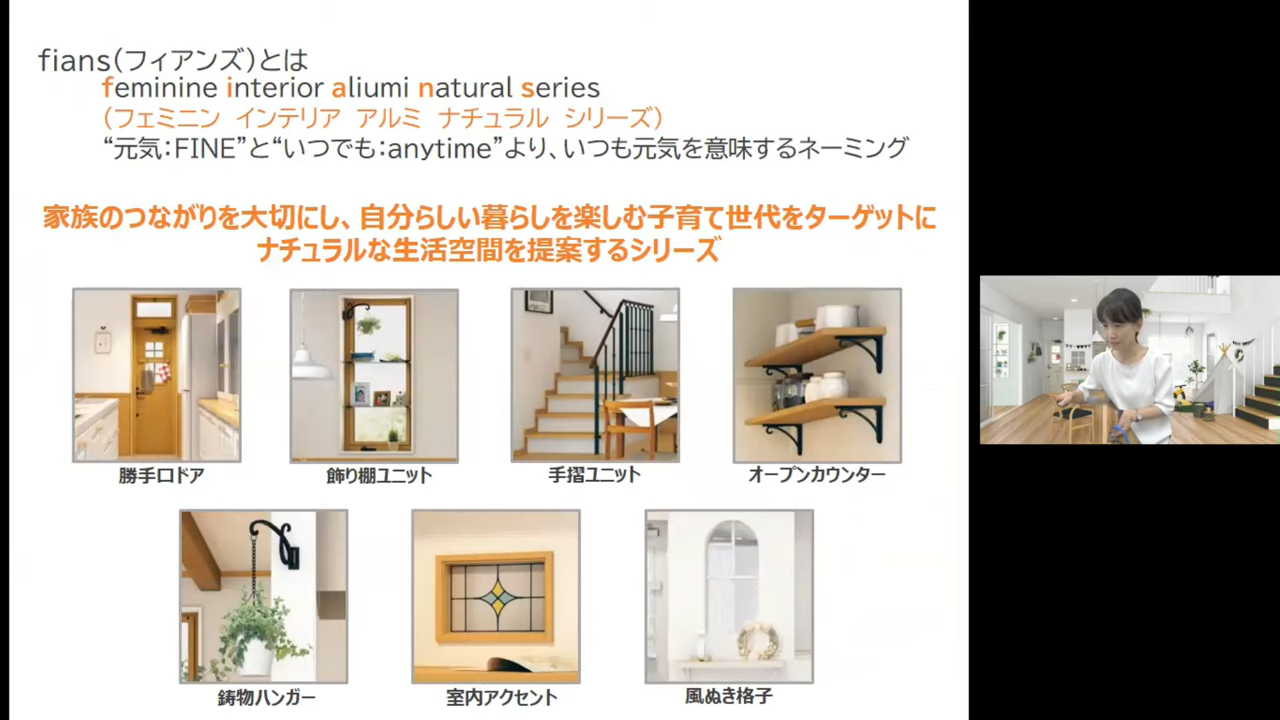 fians(フィアンズ)とは
feminine interior aliumi natural series
(フェミニン インテリア アルミ ナチュラル シリーズ)
“元気:FINE”と“いつでも:anytime”より、いつも元気を意味するネーミング
家族のつながりを大切にし、自分らしい暮らしを楽しむ子育て世代をターゲットに
ナチュラルな生活空間を提案するシリーズ
勝手口ドア
飾り棚ユニット
手摺ユニット
オープンカウンター
鋳物ハンガー
室内アクセント
風ぬき格子